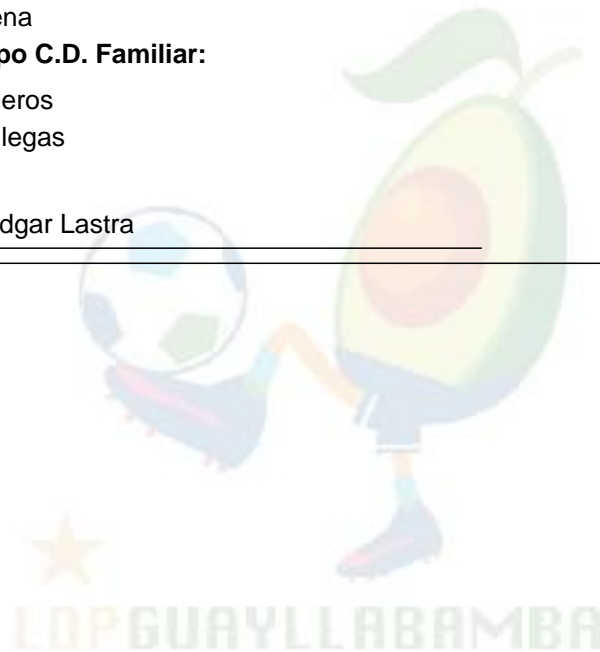 ena
po C.D. Familiar:
eros
legas
dgar Lastra
LDPGUAYLLABAMBA